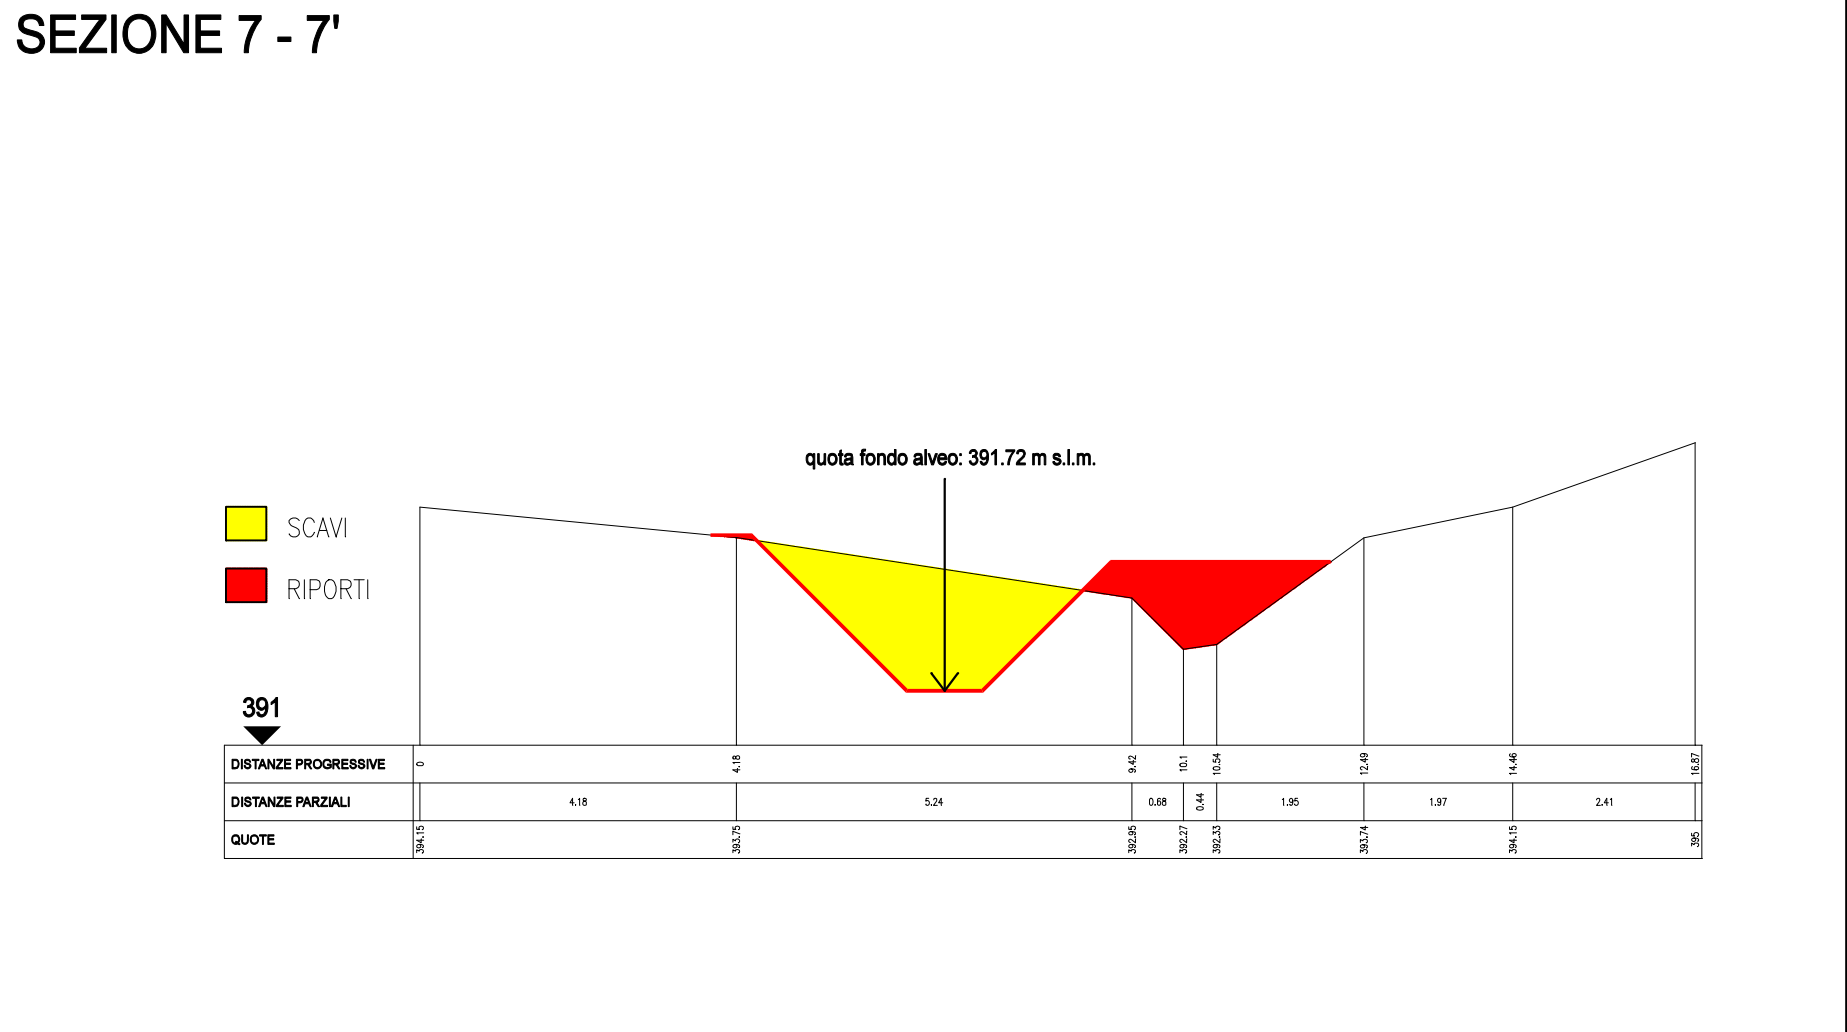 SEZIONE 7 - 7'
quota fondo alveo: 391.72 m s.l.m.
SCAVI
RIPORTI
391
DISTANZE PROGRESSIVE 0 4.18 9.42 10.1 10.54 12.49 14.46 16.87
DISTANZE PARZIALI 4.18 5.24 0.68 0.44 1.95 1.97 2.41
QUOTE 394.15 393.75 392.95 392.27 392.33 393.74 394.15 395